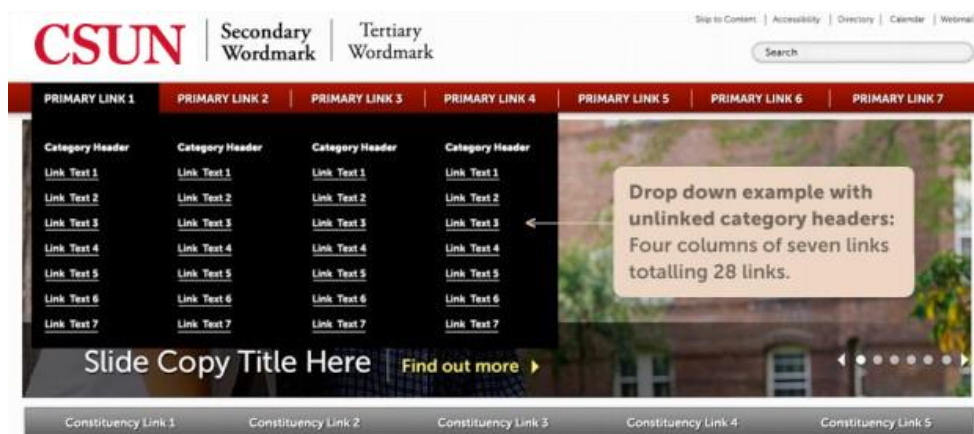 Skip to Content | Accessibility | Directory | Calendar | Webmail
CSUN | Secondary Wordmark | Tertiary Wordmark
Search
PRIMARY LINK 1 | PRIMARY LINK 2 | PRIMARY LINK 3 | PRIMARY LINK 4 | PRIMARY LINK 5 | PRIMARY LINK 6 | PRIMARY LINK 7
Category Header Category Header Category Header Category Header
Link Text 1 Link Text 1 Link Text 1 Link Text 1
Link Text 2 Link Text 2 Link Text 2 Link Text 2
Link Text 3 Link Text 3 Link Text 3 Link Text 3
Link Text 4 Link Text 4 Link Text 4 Link Text 4
Link Text 5 Link Text 5 Link Text 5 Link Text 5
Link Text 6 Link Text 6 Link Text 6 Link Text 6
Link Text 7 Link Text 7 Link Text 7 Link Text 7
Drop down example with
unlinked category headers:
Four columns of seven links
totalling 28 links.
Slide Copy Title Here Find out more
Constituency Link 1 Constituency Link 2 Constituency Link 3 Constituency Link 4 Constituency Link 5